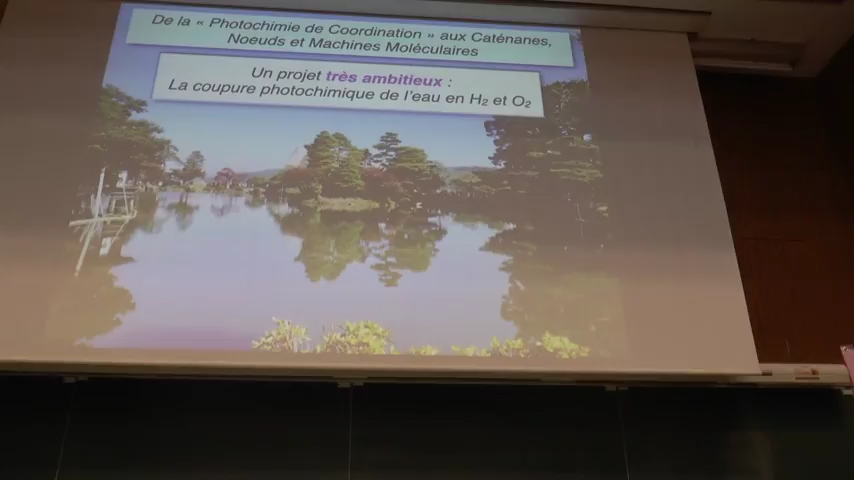 De la « Photochimie de Coordination » aux Caténanes,
Noeuds et Machines Moléculaires
Un projet très ambitieux :
La coupure photochimique de l'eau en H₂ et O₂